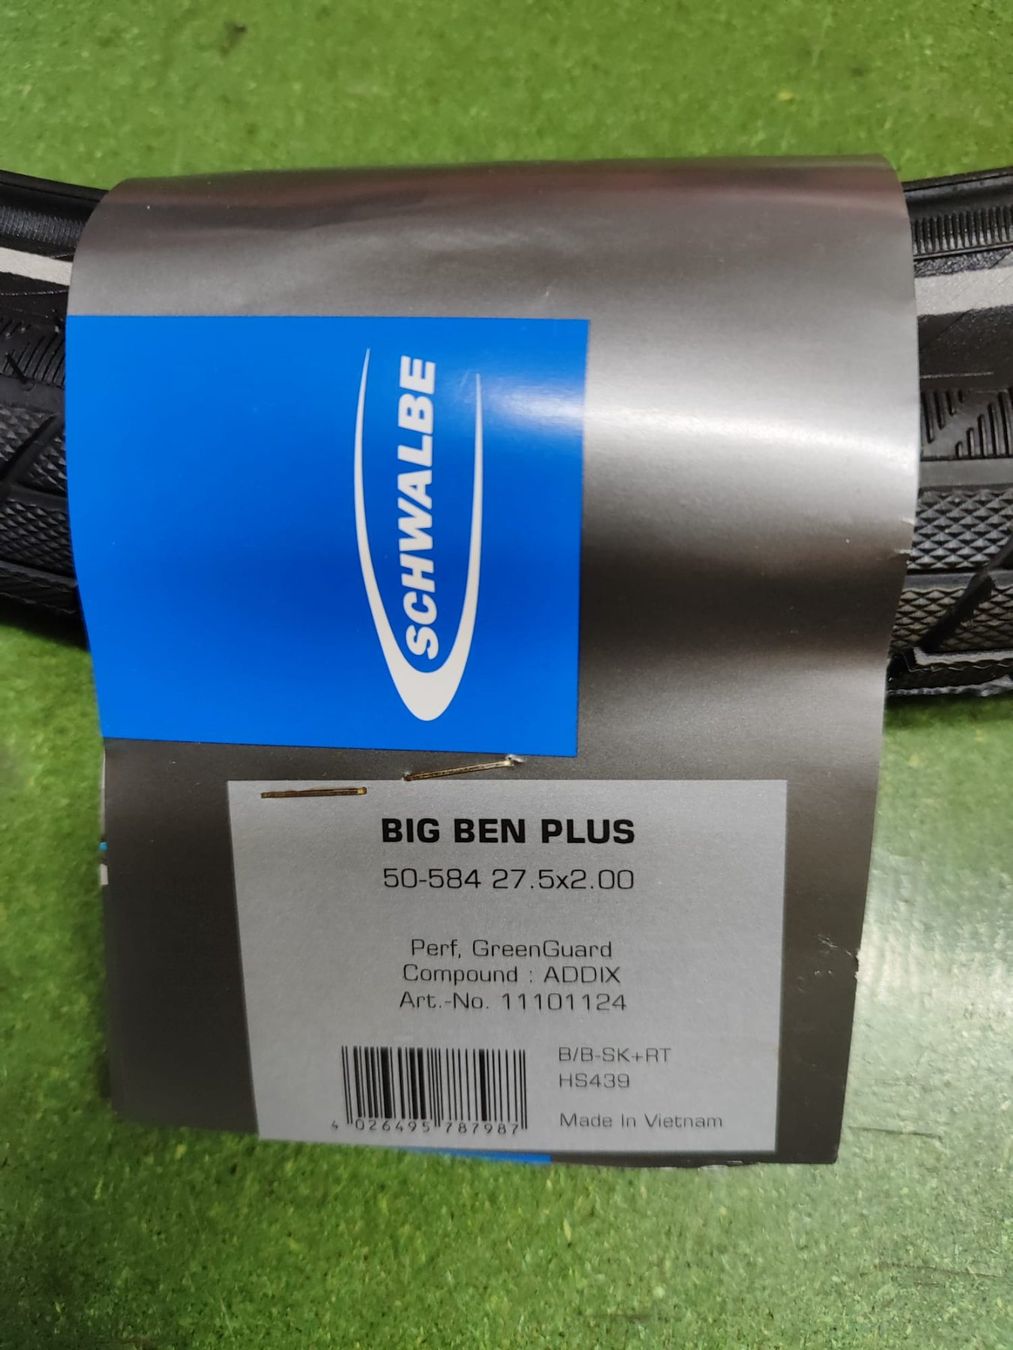 SCHWALBE
BIG BEN PLUS
50-584 27.5x2.00
Perf, GreenGuard
Compound : ADDIX
Art.-No. 11101124
B/B-SK+RT
HS439
4 026495 787987
Made In Vietnam